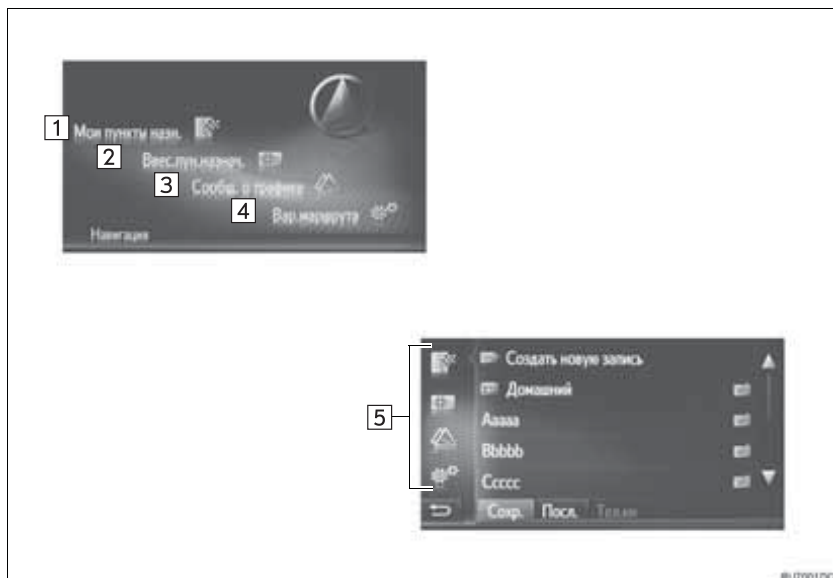 1 Мои пункты назн.
2 Ввес.пун.назнач.
3 Сообщ. о трафике
4 Вар.маршрута
Навигация
5
Создать новую запись
Домашний
Aaaaa
Bbbbb
Ccccc
Сохр. Посл.